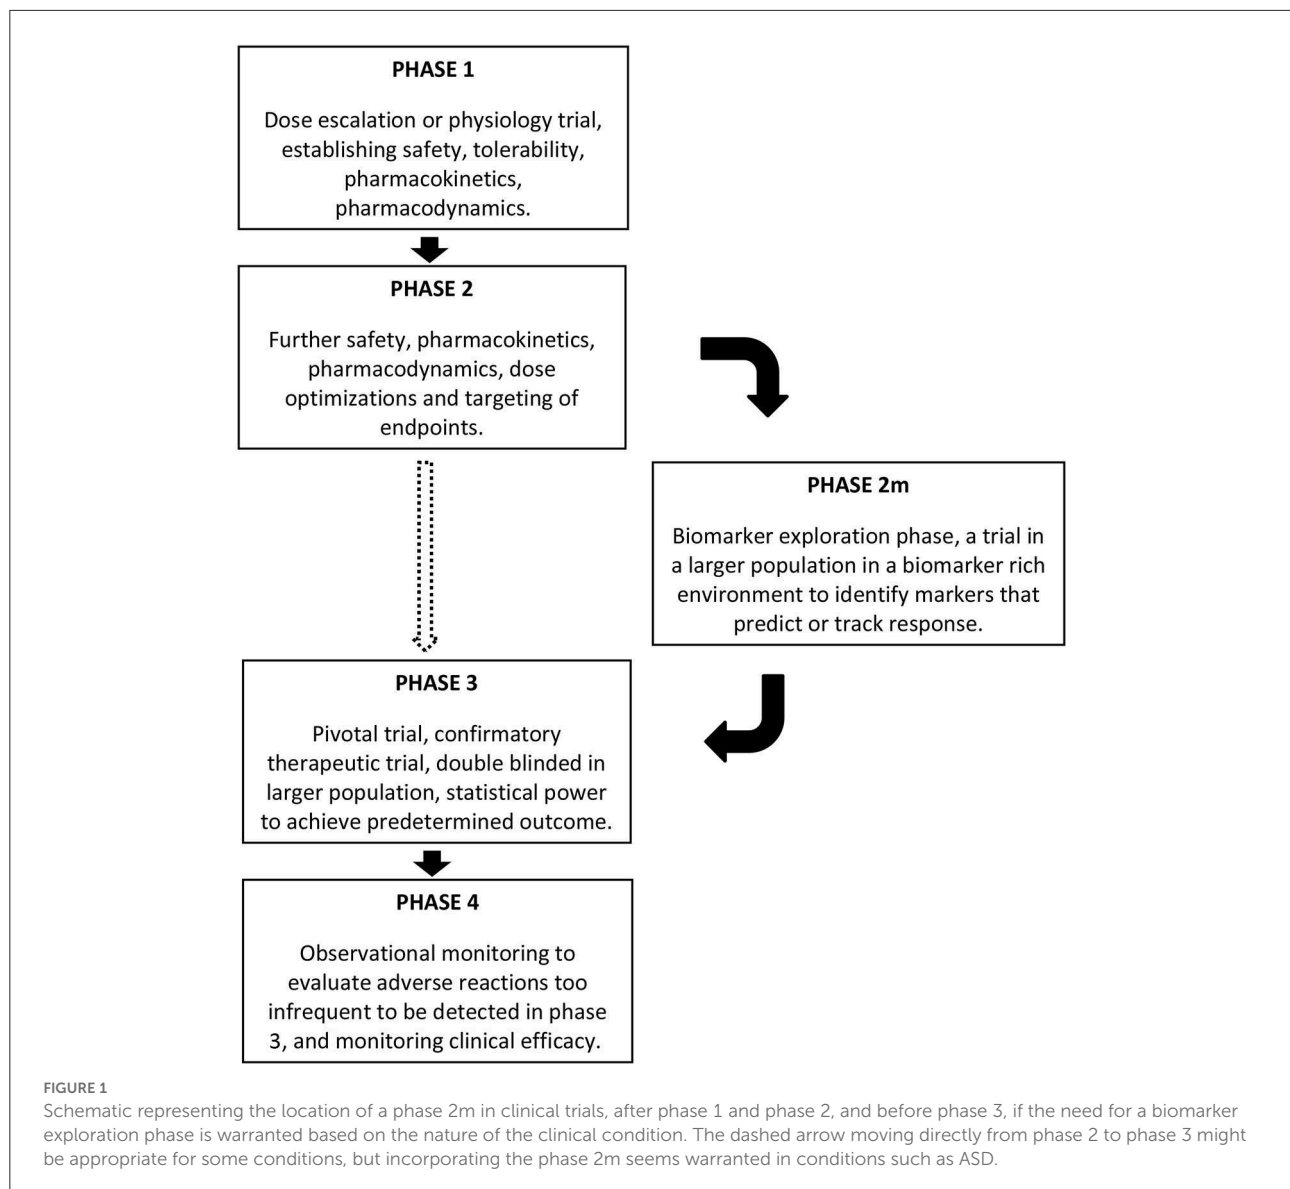 PHASE 1
Dose escalation or physiology trial,
establishing safety, tolerability,
pharmacokinetics,
pharmacodynamics.
PHASE 2
Further safety, pharmacokinetics,
pharmacodynamics, dose
optimizations and targeting of
endpoints.
PHASE 2m
Biomarker exploration phase, a trial in
a larger population in a biomarker rich
environment to identify markers that
predict or track response.
PHASE 3
Pivotal trial, confirmatory
therapeutic trial, double blinded in
larger population, statistical power
to achieve predetermined outcome.
PHASE 4
Observational monitoring to
evaluate adverse reactions too
infrequent to be detected in phase
3, and monitoring clinical efficacy.
FIGURE 1
Schematic representing the location of a phase 2m in clinical trials, after phase 1 and phase 2, and before phase 3, if the need for a biomarker
exploration phase is warranted based on the nature of the clinical condition. The dashed arrow moving directly from phase 2 to phase 3 might
be appropriate for some conditions, but incorporating the phase 2m seems warranted in conditions such as ASD.